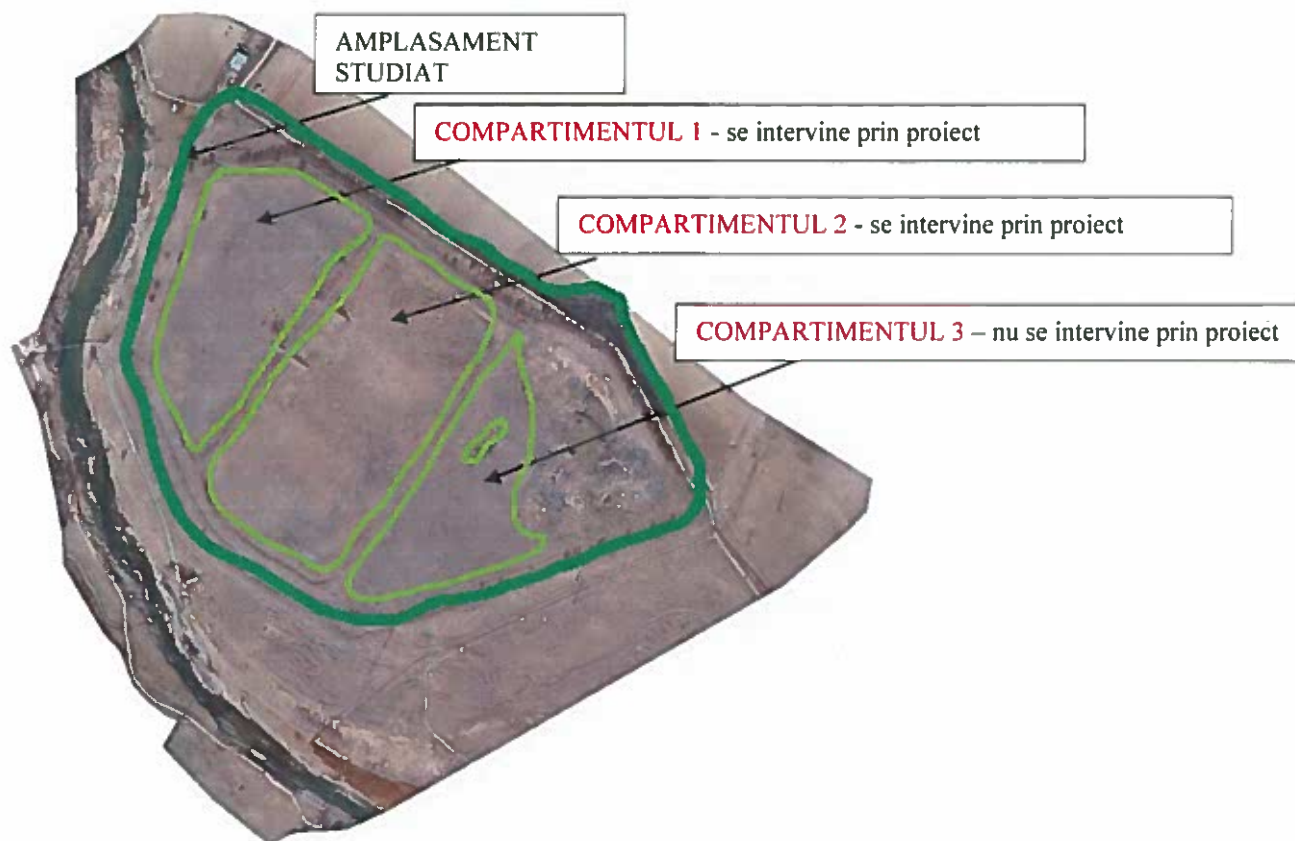 AMPLASAMENT
STUDIAT
COMPARTIMENTUL 1 - se intervine prin proiect
COMPARTIMENTUL 2 - se intervine prin proiect
COMPARTIMENTUL 3 – nu se intervine prin proiect